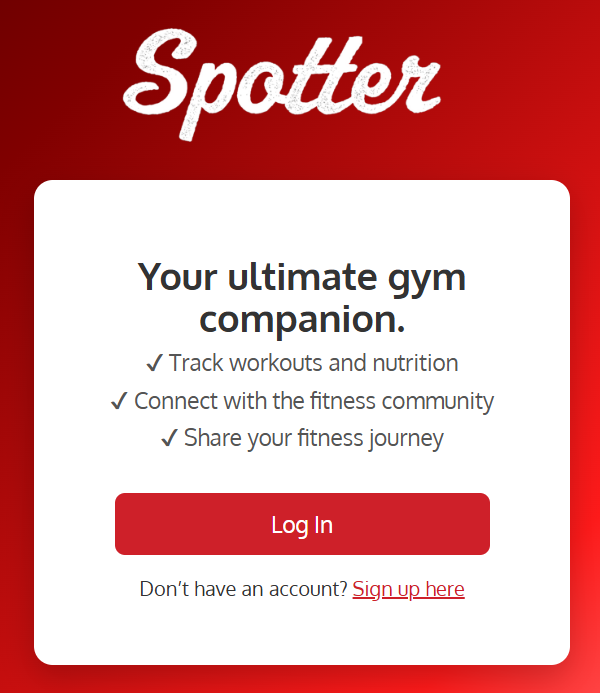 Spotter
Your ultimate gym
companion.
✓ Track workouts and nutrition
✓ Connect with the fitness community
✓ Share your fitness journey
Log In
Don’t have an account? Sign up here